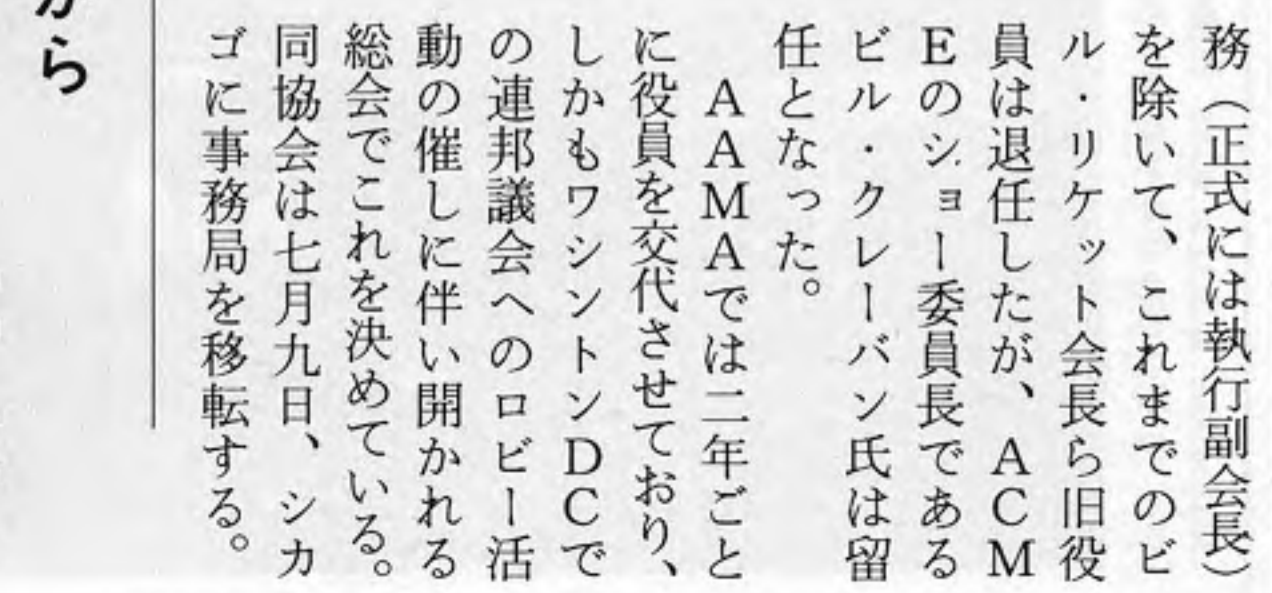 務（正式には執行副会長）
を除いて、これまでのビ
ル・リケット会長ら旧役
員は退任したが、ACM
Eのショー委員長である
ビル・クレーバン氏は留
任となった。
AAMAでは二年ごと
に役員を交代させており、
しかもワシントンDCで
の連邦議会へのロビー活
動の催しに伴い開かれる
総会でこれを決めている。
同協会は七月九日、シカ
ゴに事務局を移転する。
から